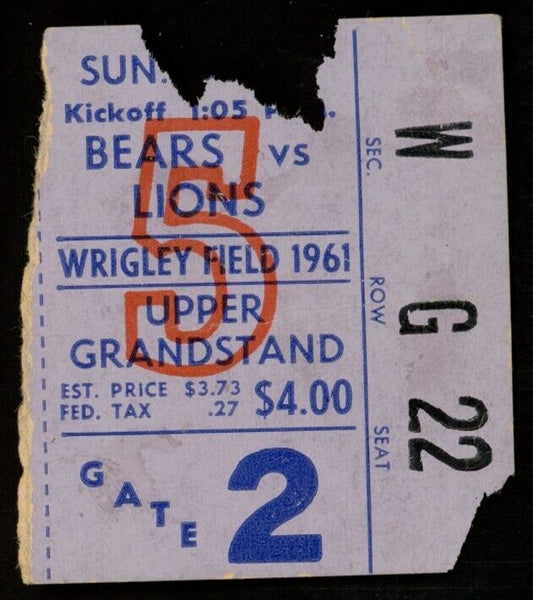 SUN.
Kickoff 1:05
BEARS vs
LIONS
5
WRIGLEY FIELD 1961
UPPER
GRANDSTAND
EST. PRICE $3.73
FED. TAX .27
$4.00
GATE 2
SEC. W
ROW G
SEAT 22